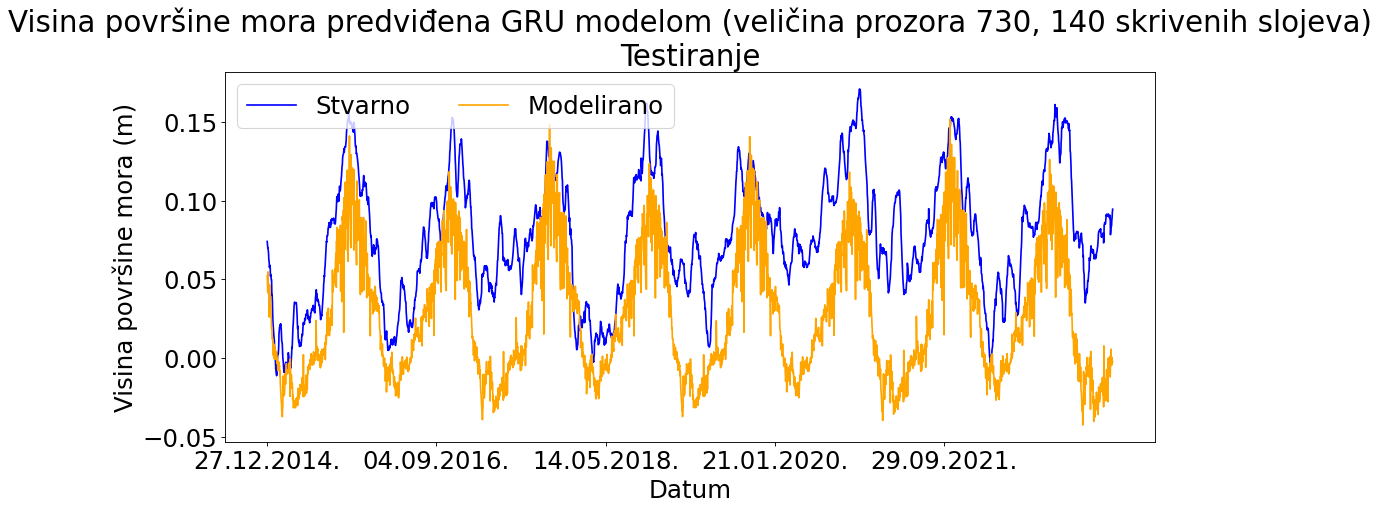 Visina površine mora predviđena GRU modelom (veličina prozora 730, 140 skrivenih slojeva)
Testiranje
Stvarno Modelirano
Visina površine mora (m)
0.15
0.10
0.05
0.00
−0.05
27.12.2014. 04.09.2016. 14.05.2018. 21.01.2020. 29.09.2021.
Datum